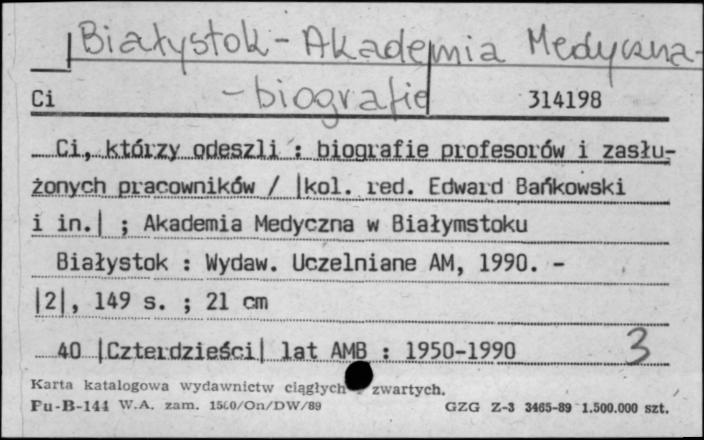 Białystok - Akademia Medyczna -
- biografie
Ci 314198
Ci, którzy odeszli : biografie profesorów i zasłu-
żonych pracowników / |kol. red. Edward Bańkowski
i in.| ; Akademia Medyczna w Białymstoku
Białystok : Wydaw. Uczelniane AM, 1990. -
|2|, 149 s. ; 21 cm
40 |Czterdzieści| lat AMB : 1950-1990 3
Karta katalogowa wydawnictw ciągłych zwartych.
Pu-B-144 W.A. zam. 1560/On/DW/89 GZG Z-3 3465-89 1.500.000 szt.